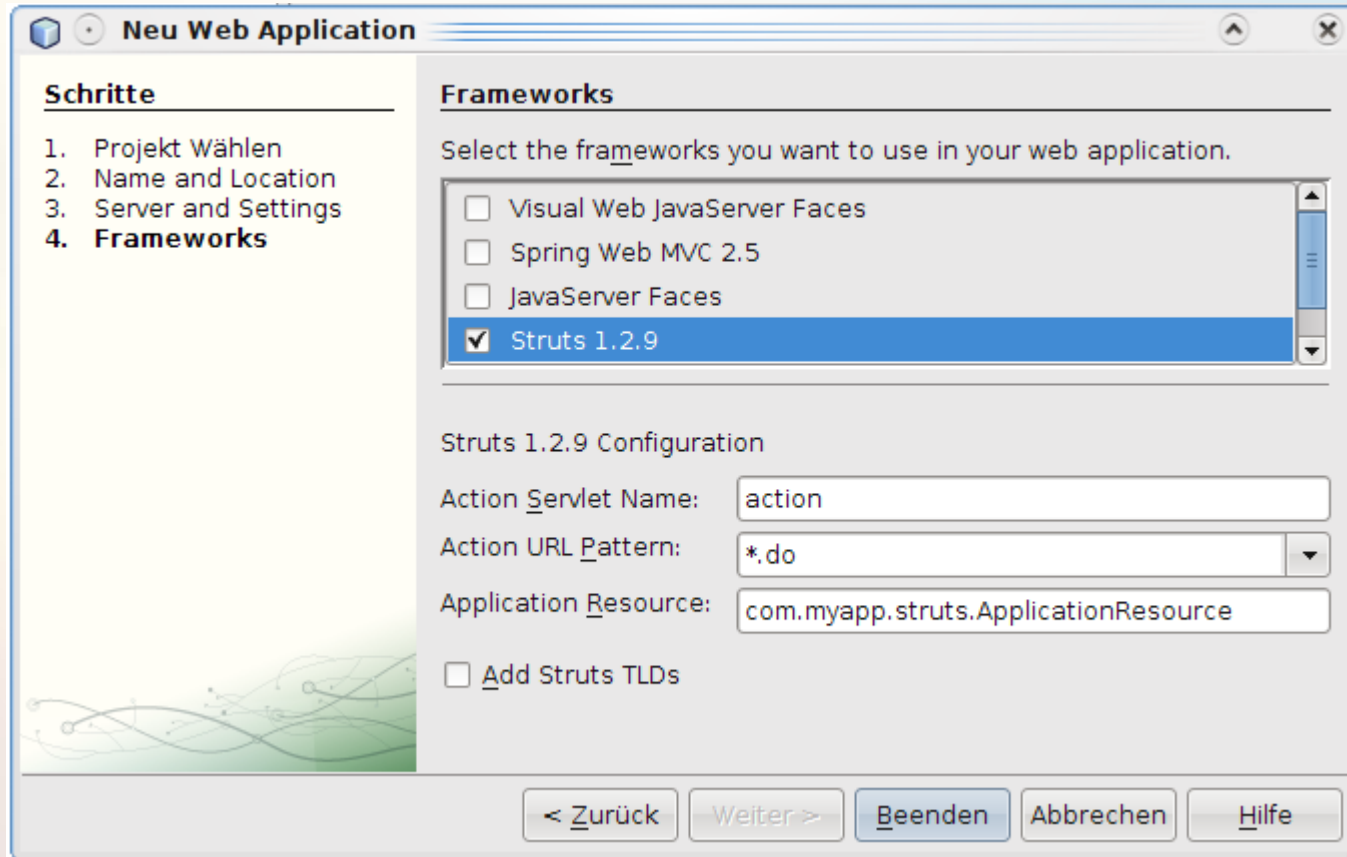 Neu Web Application
Schritte
1. Projekt Wählen
2. Name and Location
3. Server and Settings
4. Frameworks
Frameworks
Select the frameworks you want to use in your web application.
Visual Web JavaServer Faces
Spring Web MVC 2.5
JavaServer Faces
Struts 1.2.9
Struts 1.2.9 Configuration
Action Servlet Name: action
Action URL Pattern: *.do
Application Resource: com.myapp.struts.ApplicationResource
Add Struts TLDs
< Zurück Weiter > Beenden Abbrechen Hilfe